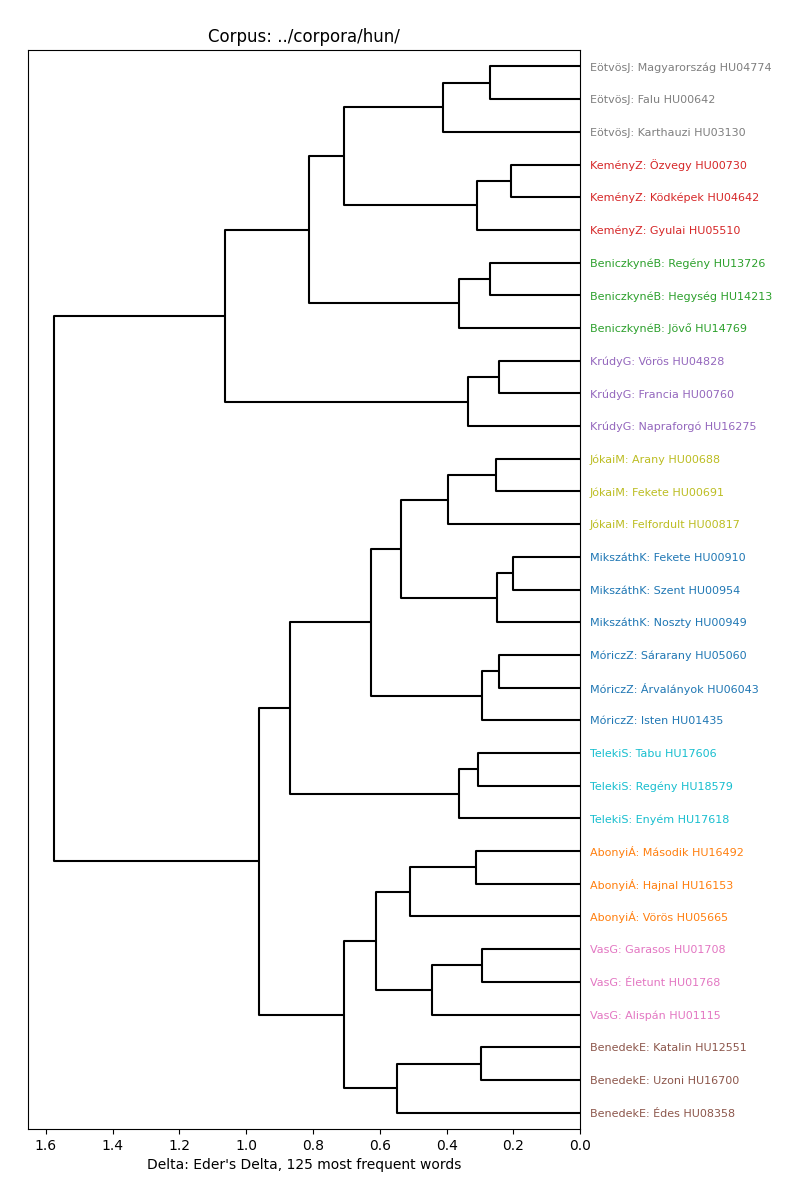 Corpus: ../corpora/hun/
EötvösJ: Magyarország HU04774
EötvösJ: Falu HU00642
EötvösJ: Karthauzi HU03130
KeményZ: Özvegy HU00730
KeményZ: Ködképek HU04642
KeményZ: Gyulai HU05510
BeniczkynéB: Regény HU13726
BeniczkynéB: Hegység HU14213
BeniczkynéB: Jövő HU14769
KrúdyG: Vörös HU04828
KrúdyG: Francia HU00760
KrúdyG: Napraforgó HU16275
JókaiM: Arany HU00688
JókaiM: Fekete HU00691
JókaiM: Felfordult HU00817
MikszáthK: Fekete HU00910
MikszáthK: Szent HU00954
MikszáthK: Noszty HU00949
MóriczZ: Sárarany HU05060
MóriczZ: Árvalányok HU06043
MóriczZ: Isten HU01435
TelekiS: Tabu HU17606
TelekiS: Regény HU18579
TelekiS: Enyém HU17618
AbonyiÁ: Második HU16492
AbonyiÁ: Hajnal HU16153
AbonyiÁ: Vörös HU05665
VasG: Garasos HU01708
VasG: Életunt HU01768
VasG: Alispán HU01115
BenedekE: Katalin HU12551
BenedekE: Uzoni HU16700
BenedekE: Édes HU08358
1.6 1.4 1.2 1.0 0.8 0.6 0.4 0.2 0.0
Delta: Eder's Delta, 125 most frequent words